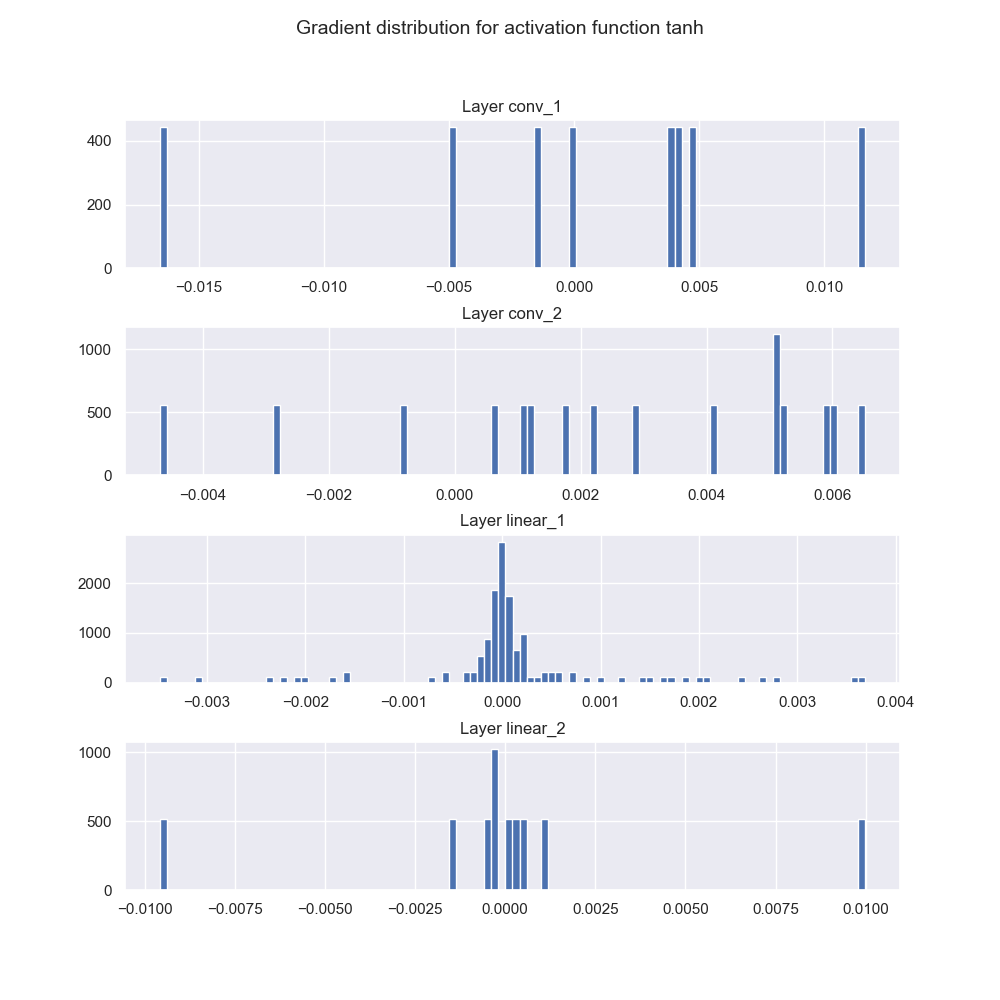 Gradient distribution for activation function tanh
Layer conv_1
400
200
0
−0.015 −0.010 −0.005 0.000 0.005 0.010
Layer conv_2
1000
500
0
−0.004 −0.002 0.000 0.002 0.004 0.006
Layer linear_1
2000
1000
0
−0.003 −0.002 −0.001 0.000 0.001 0.002 0.003 0.004
Layer linear_2
1000
500
0
−0.0100 −0.0075 −0.0050 −0.0025 0.0000 0.0025 0.0050 0.0075 0.0100